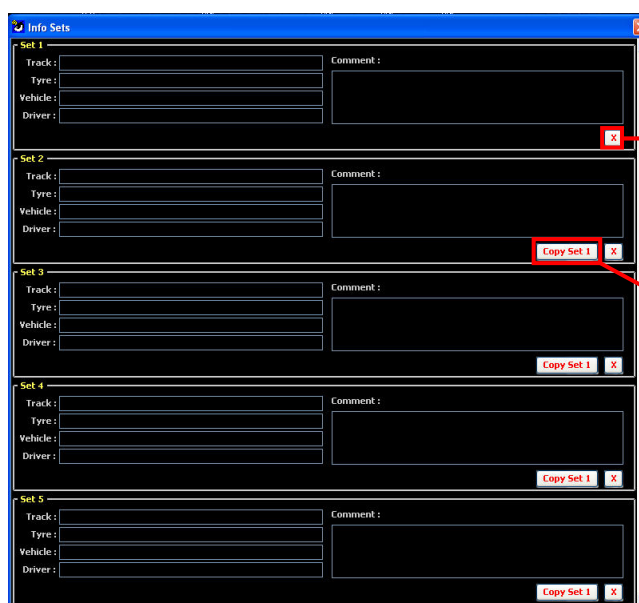 Info Sets
Set 1
Track :
Comment :
Tyre :
Vehicle :
Driver :
X
Set 2
Track :
Comment :
Tyre :
Vehicle :
Driver :
Copy Set 1 X
Set 3
Track :
Comment :
Tyre :
Vehicle :
Driver :
Copy Set 1 X
Set 4
Track :
Comment :
Tyre :
Vehicle :
Driver :
Copy Set 1 X
Set 5
Track :
Comment :
Tyre :
Vehicle :
Driver :
Copy Set 1 X